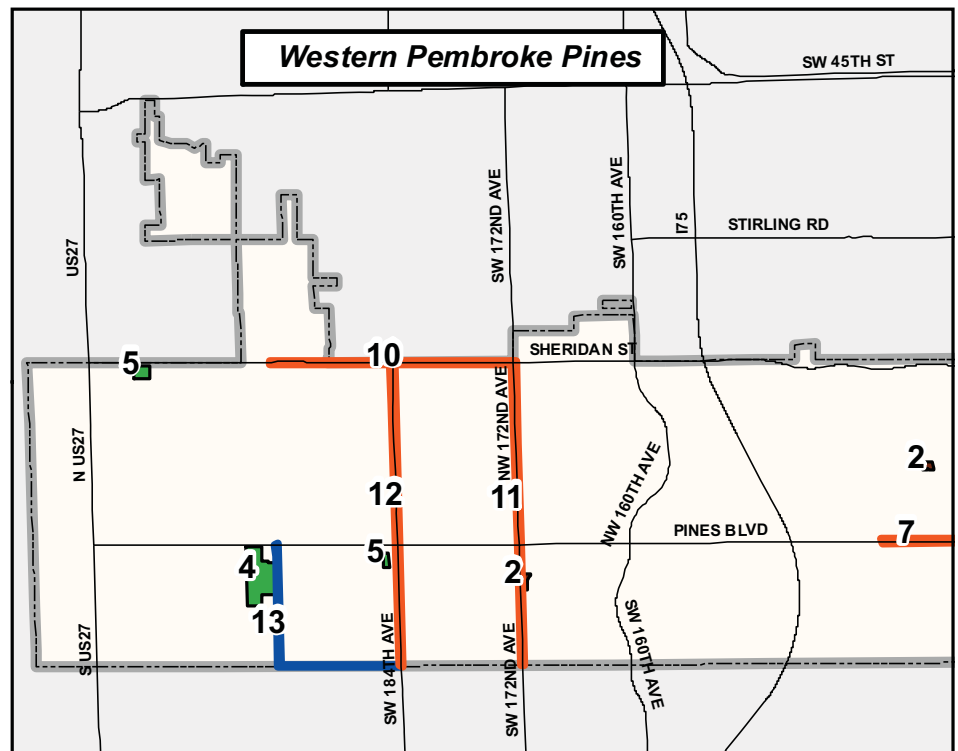 Western Pembroke Pines
SW 45TH ST
US27
SW 172ND AVE
SW 160TH AVE
I75
STIRLING RD
5
10
SHERIDAN ST
N US27
NW 172ND AVE
12
11
NW 160TH AVE
2
PINES BLVD
7
4
5
2
13
S US27
SW 184TH AVE
SW 172ND AVE
SW 160TH AVE